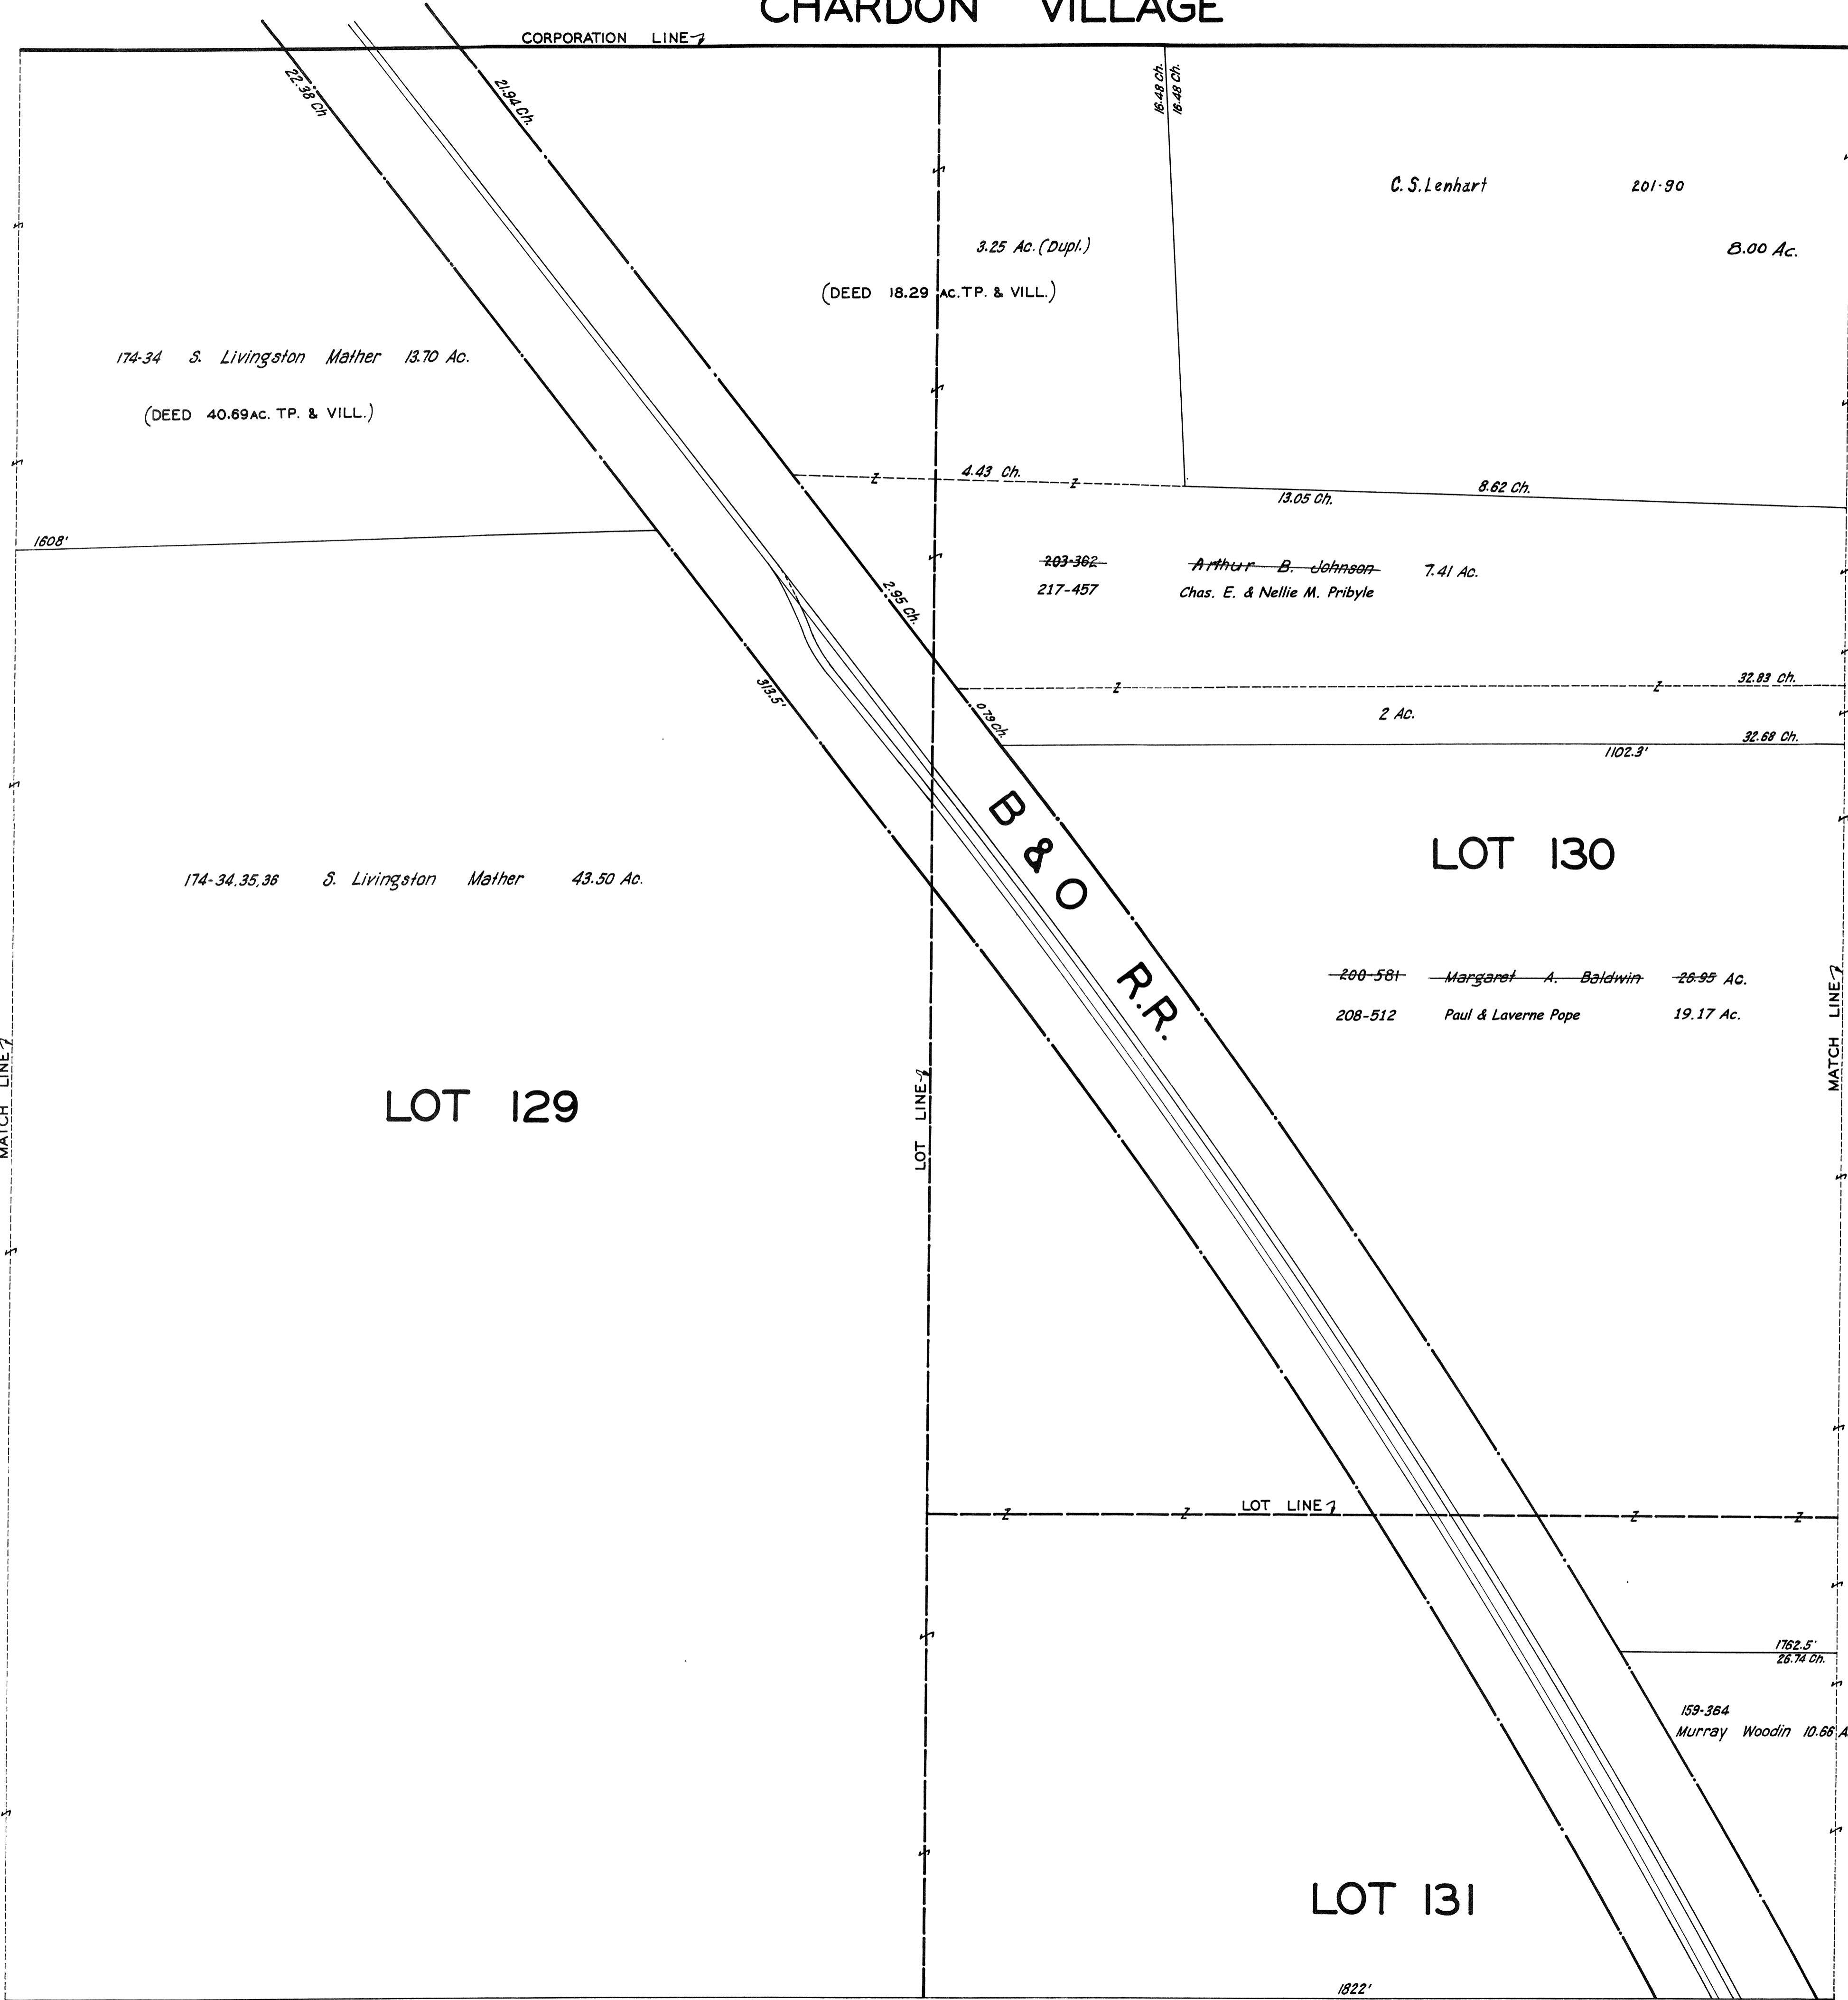 CHARDON VILLAGE
CORPORATION LINE
22.38 Ch
21.94 Ch.
16.48 Ch.
16.48 Ch.
C. S. Lenhart 201-90
8.00 Ac.
3.25 Ac. (Dupl.)
(DEED 18.29 AC. TP. & VILL.)
174-34 S. Livingston Mather 13.70 Ac.
(DEED 40.69 AC. TP. & VILL.)
4.43 Ch.
13.05 Ch.
8.62 Ch.
1608'
203-362 Arthur B. Johnson 7.41 Ac.
217-457 Chas. E. & Nellie M. Pribyle
2.95 Ch.
313.5'
32.83 Ch.
0.79 Ch.
2 Ac.
32.68 Ch.
1102.3'
B & O R.R.
LOT 130
174-34,35,36 S. Livingston Mather 43.50 Ac.
200-581 Margaret A. Baldwin 26.95 Ac.
208-512 Paul & Laverne Pope 19.17 Ac.
MATCH LINE
MATCH LINE
LOT 129
LOT LINE
LOT LINE
1762.5'
26.74 Ch.
159-364
Murray Woodin 10.66 A
LOT 131
1822'